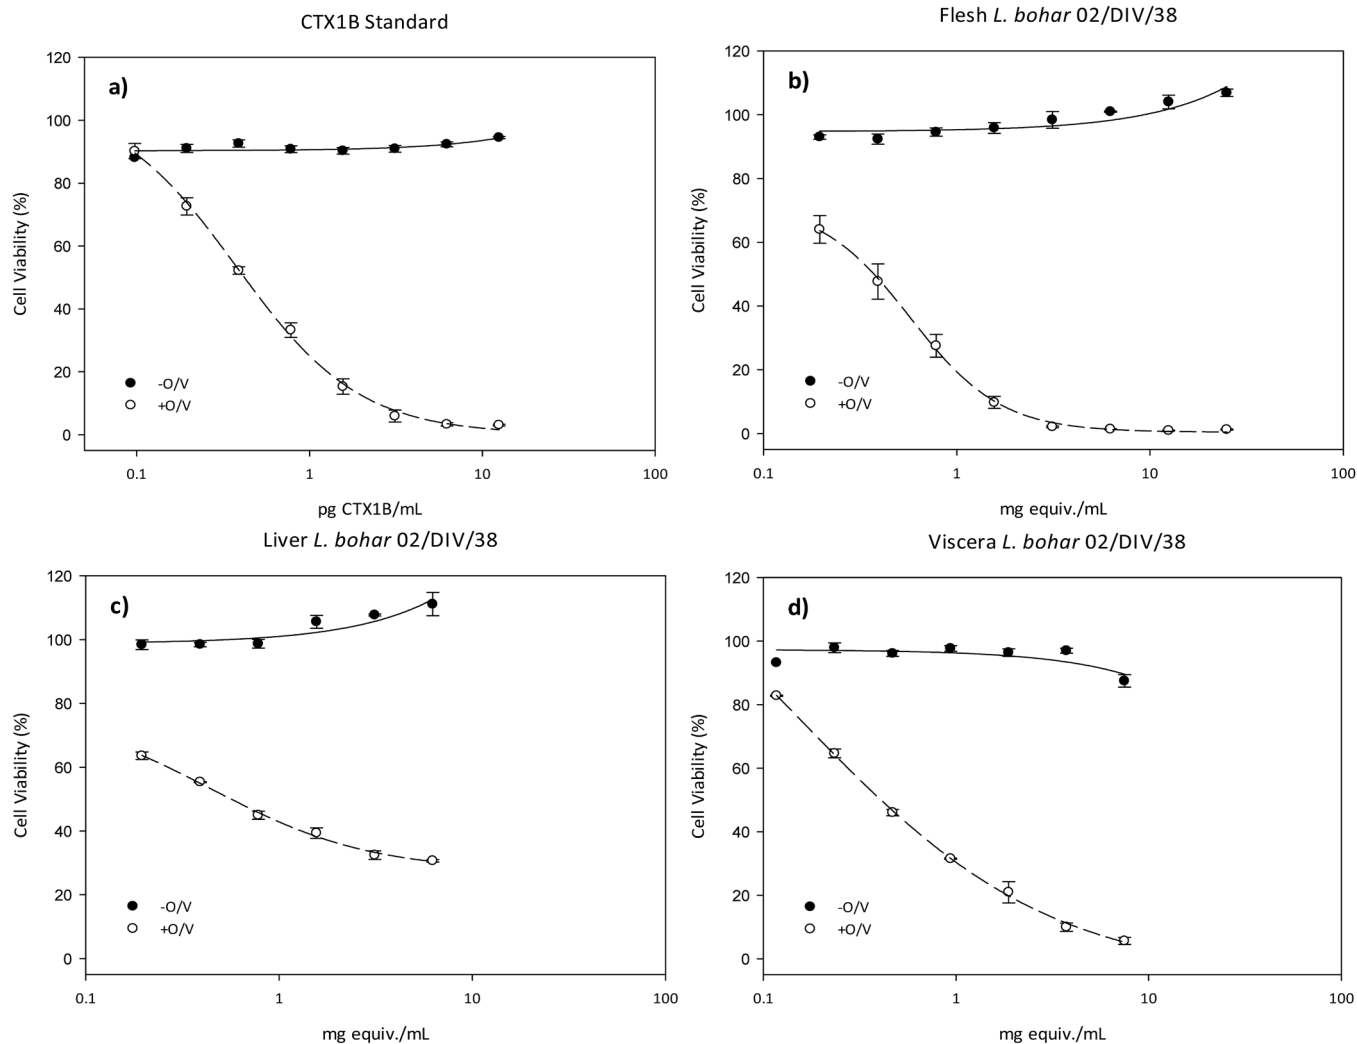 CTX1B Standard
a)
120
100
80
60
40
20
0
Cell Viability (%)
-O/V
+O/V
0.1 1 10 100
pg CTX1B/mL
Flesh L. bohar 02/DIV/38
b)
120
100
80
60
40
20
0
Cell Viability (%)
-O/V
+O/V
0.1 1 10 100
mg equiv./mL
Liver L. bohar 02/DIV/38
c)
120
100
80
60
40
20
0
Cell Viability (%)
-O/V
+O/V
0.1 1 10 100
mg equiv./mL
Viscera L. bohar 02/DIV/38
d)
120
100
80
60
40
20
0
Cell Viability (%)
-O/V
+O/V
0.1 1 10 100
mg equiv./mL